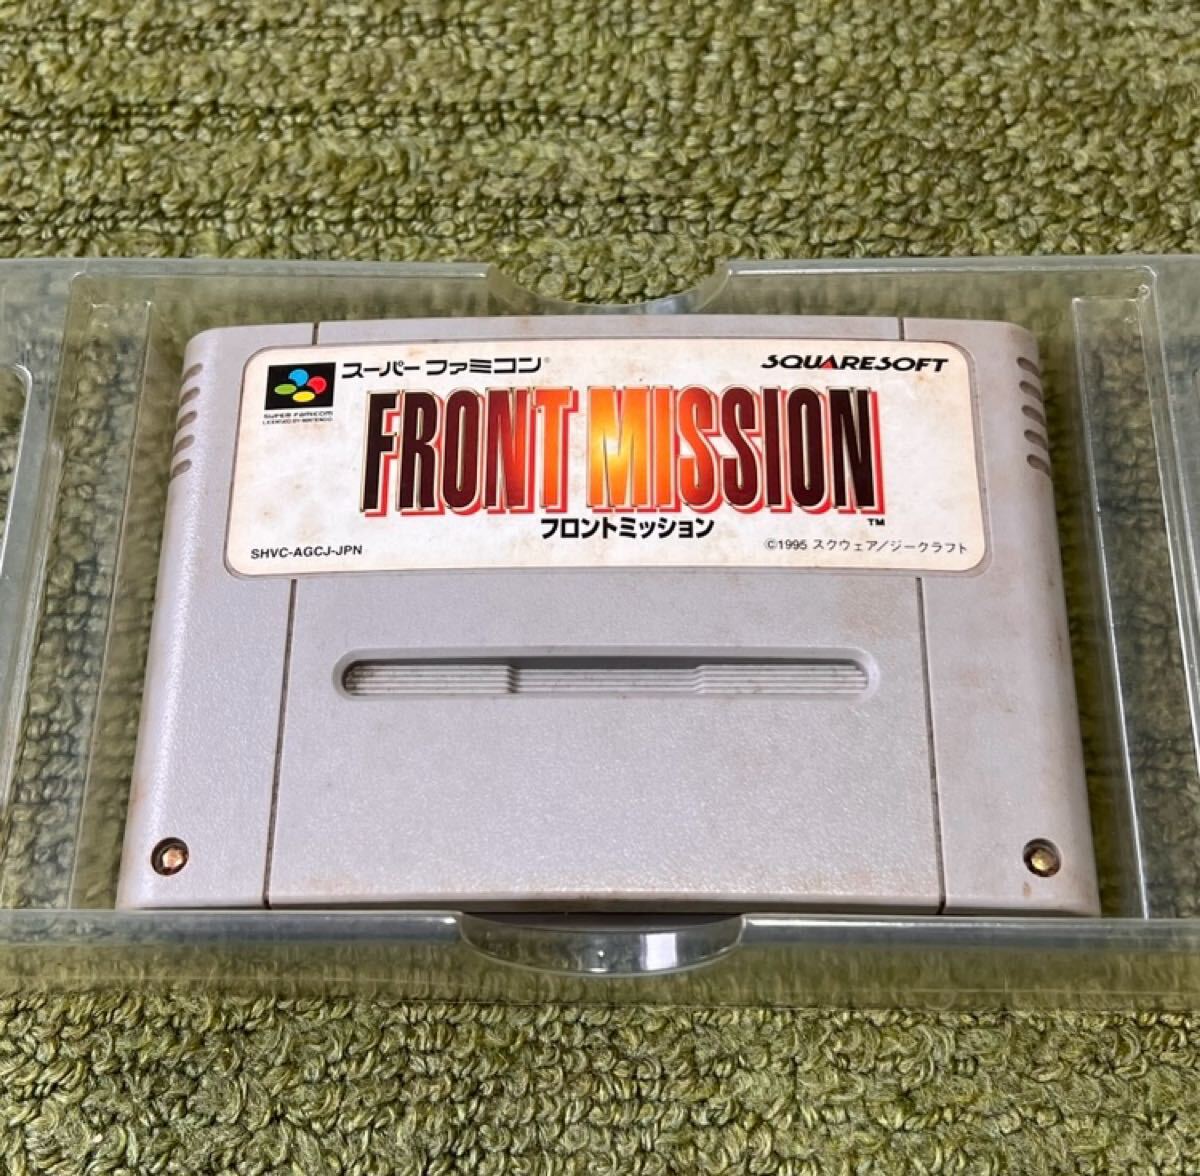 スーパーファミコン®
SQUARESOFT
SUPER FAMICOM
LICENSED BY NINTENDO
FRONT MISSION
TM
フロントミッション
SHVC-AGCJ-JPN
©1995 スクウェア/ジークラフト